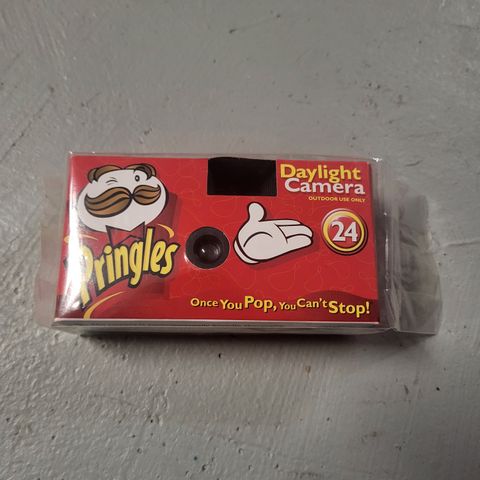 Daylight
Camera
OUTDOOR USE ONLY
24
Pringles
Once You Pop, You Can't Stop!